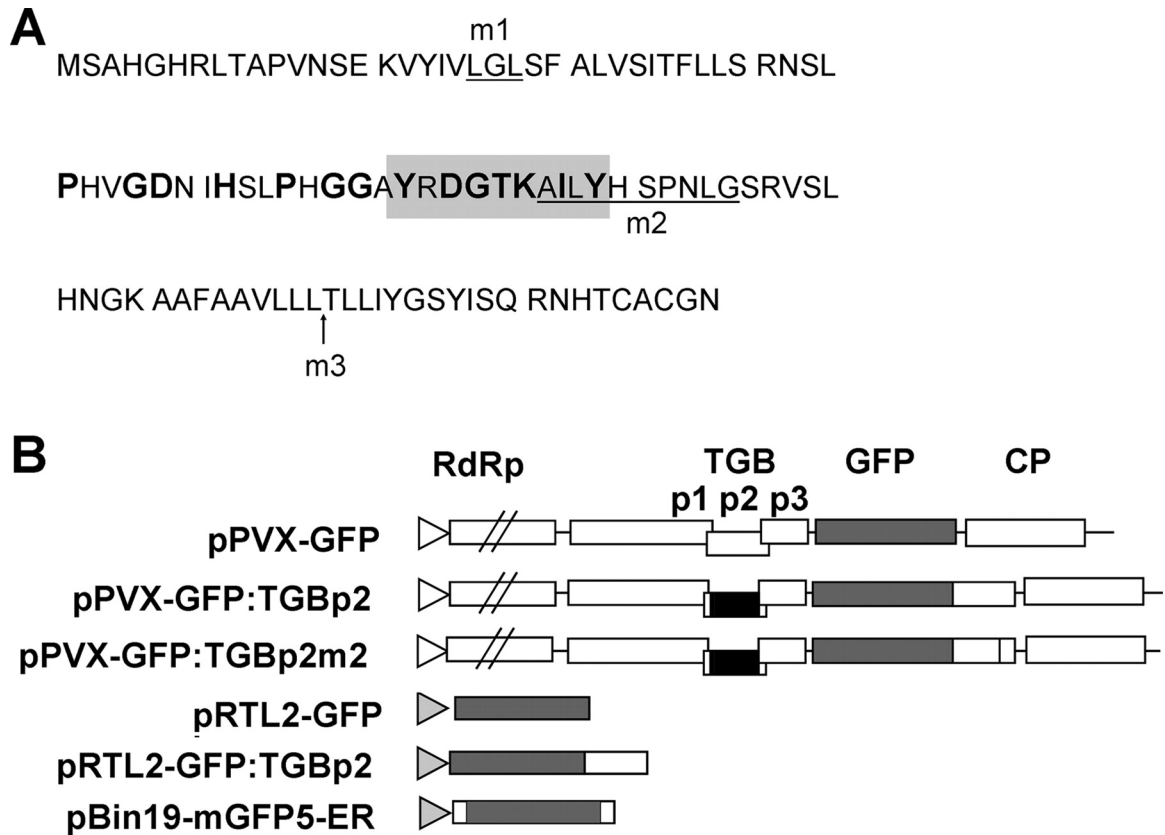 A
m1
MSAHGHRLTAPVNSE KVYIVLGLSF ALVSITFLLS RNSL
PHVGDN IHSLPHGGAYRDGTKAILYH SPNLGSRVSL
m2
HNGK AAFAAVLLLTLLIYGSYISQ RNHTCACGN
m3
B
RdRp TGB GFP CP
p1 p2 p3
pPVX-GFP
pPVX-GFP:TGBp2
pPVX-GFP:TGBp2m2
pRTL2-GFP
pRTL2-GFP:TGBp2
pBin19-mGFP5-ER